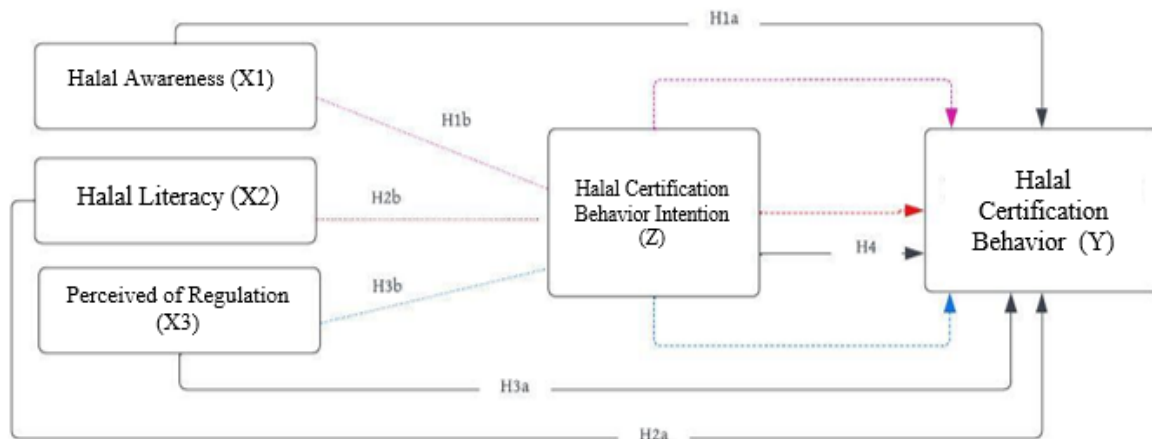 H1a
Halal Awareness (X1)
H1b
Halal Literacy (X2)
H2b
Halal Certification
Behavior Intention
(Z)
Halal
Certification
Behavior (Y)
H4
Perceived of Regulation
(X3)
H3b
H3a
H2a